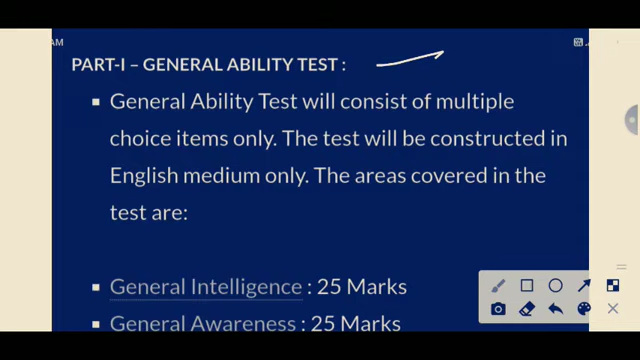 AM
PART-I – GENERAL ABILITY TEST :
▪ General Ability Test will consist of multiple
choice items only. The test will be constructed in
English medium only. The areas covered in the
test are:
▪ General Intelligence : 25 Marks
▪ General Awareness : 25 Marks